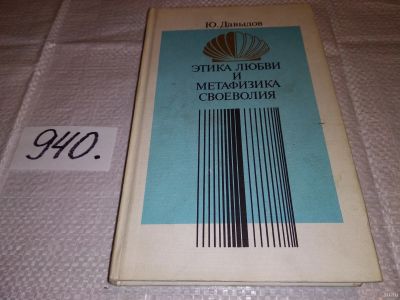 Ю. Давыдов
ЭТИКА ЛЮБВИ
И
МЕТАФИЗИКА
СВОЕВОЛИЯ
940.